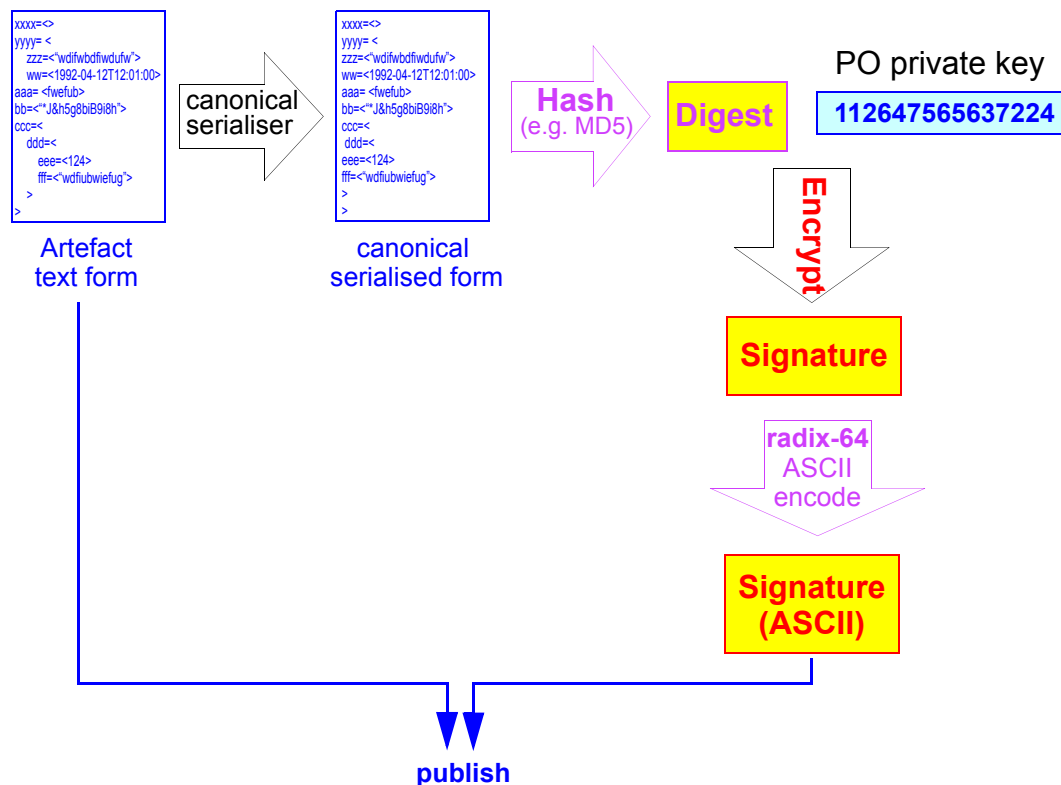 xxxx=<>
yyyy= <
zzz=<“wdifwbdfiwdufw”>
ww=<1992-04-12T12:01:00>
aaa= <fwefub>
bb=<“*J&h5g8biB9i8h”>
ccc=<
ddd=<
eee=<124>
fff=<“wdfiubwiefug”>
>
>
Artefact
text form
canonical
serialiser
xxxx=<>
yyyy= <
zzz=<“wdifwbdfiwdufw”>
ww=<1992-04-12T12:01:00>
aaa= <fwefub>
bb=<“*J&h5g8biB9i8h”>
ccc=<
ddd=<
eee=<124>
fff=<“wdfiubwiefug”>
>
>
canonical
serialised form
Hash
(e.g. MD5)
Digest
PO private key
112647565637224
Encrypt
Signature
radix-64
ASCII
encode
Signature
(ASCII)
publish